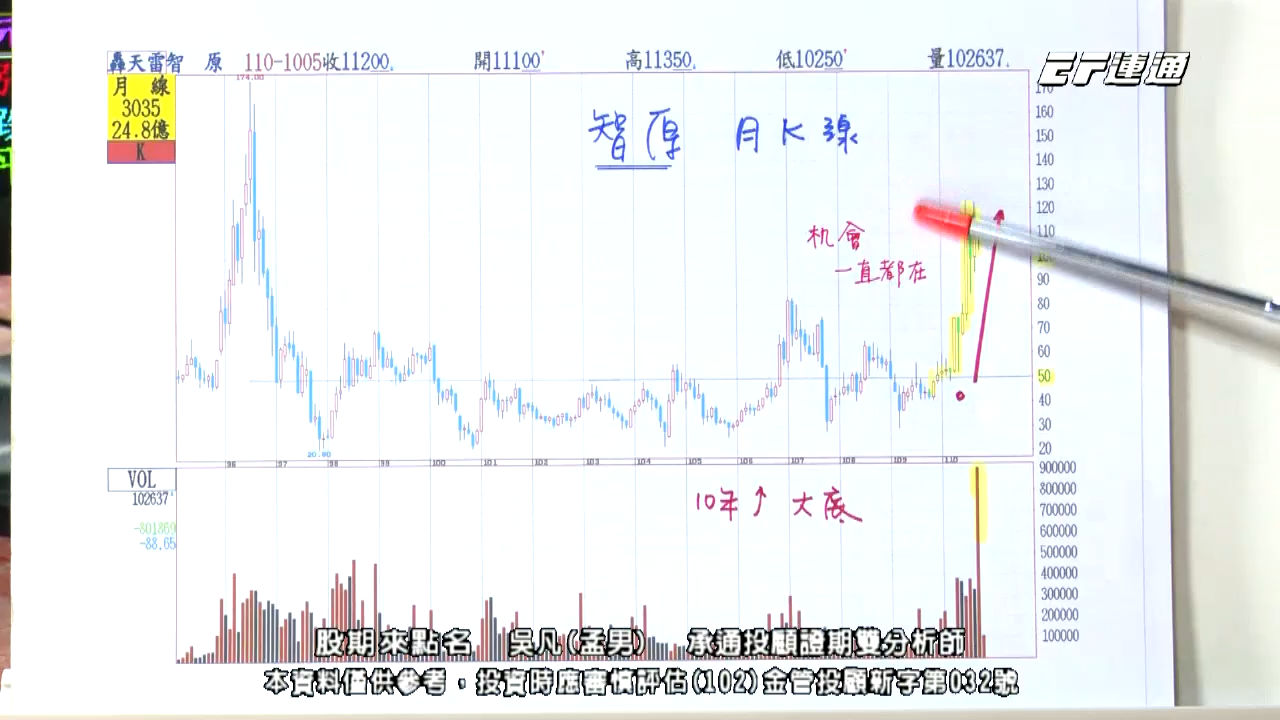 轟天雷智 原 110-1005收11200. 開11100' 高11350. 低10250' 量102637.
EF連通
月 線
3035
24.8億
K
174.00
智原 月K線
机會
一直都在
170
160
150
140
130
120
110
100
90
80
70
60
50
40
30
20
20.80
96 97 98 99 100 101 102 103 104 105 106 107 108 109 110
VOL
102637'
-801869
-88.65
10年↑ 大底
900000
800000
700000
600000
500000
400000
300000
200000
100000
股期來點名 吳凡(孟男) 承通投顧證期雙分析師
本資料僅供參考，投資時應審慎評估(102)金管投顧新字第032號